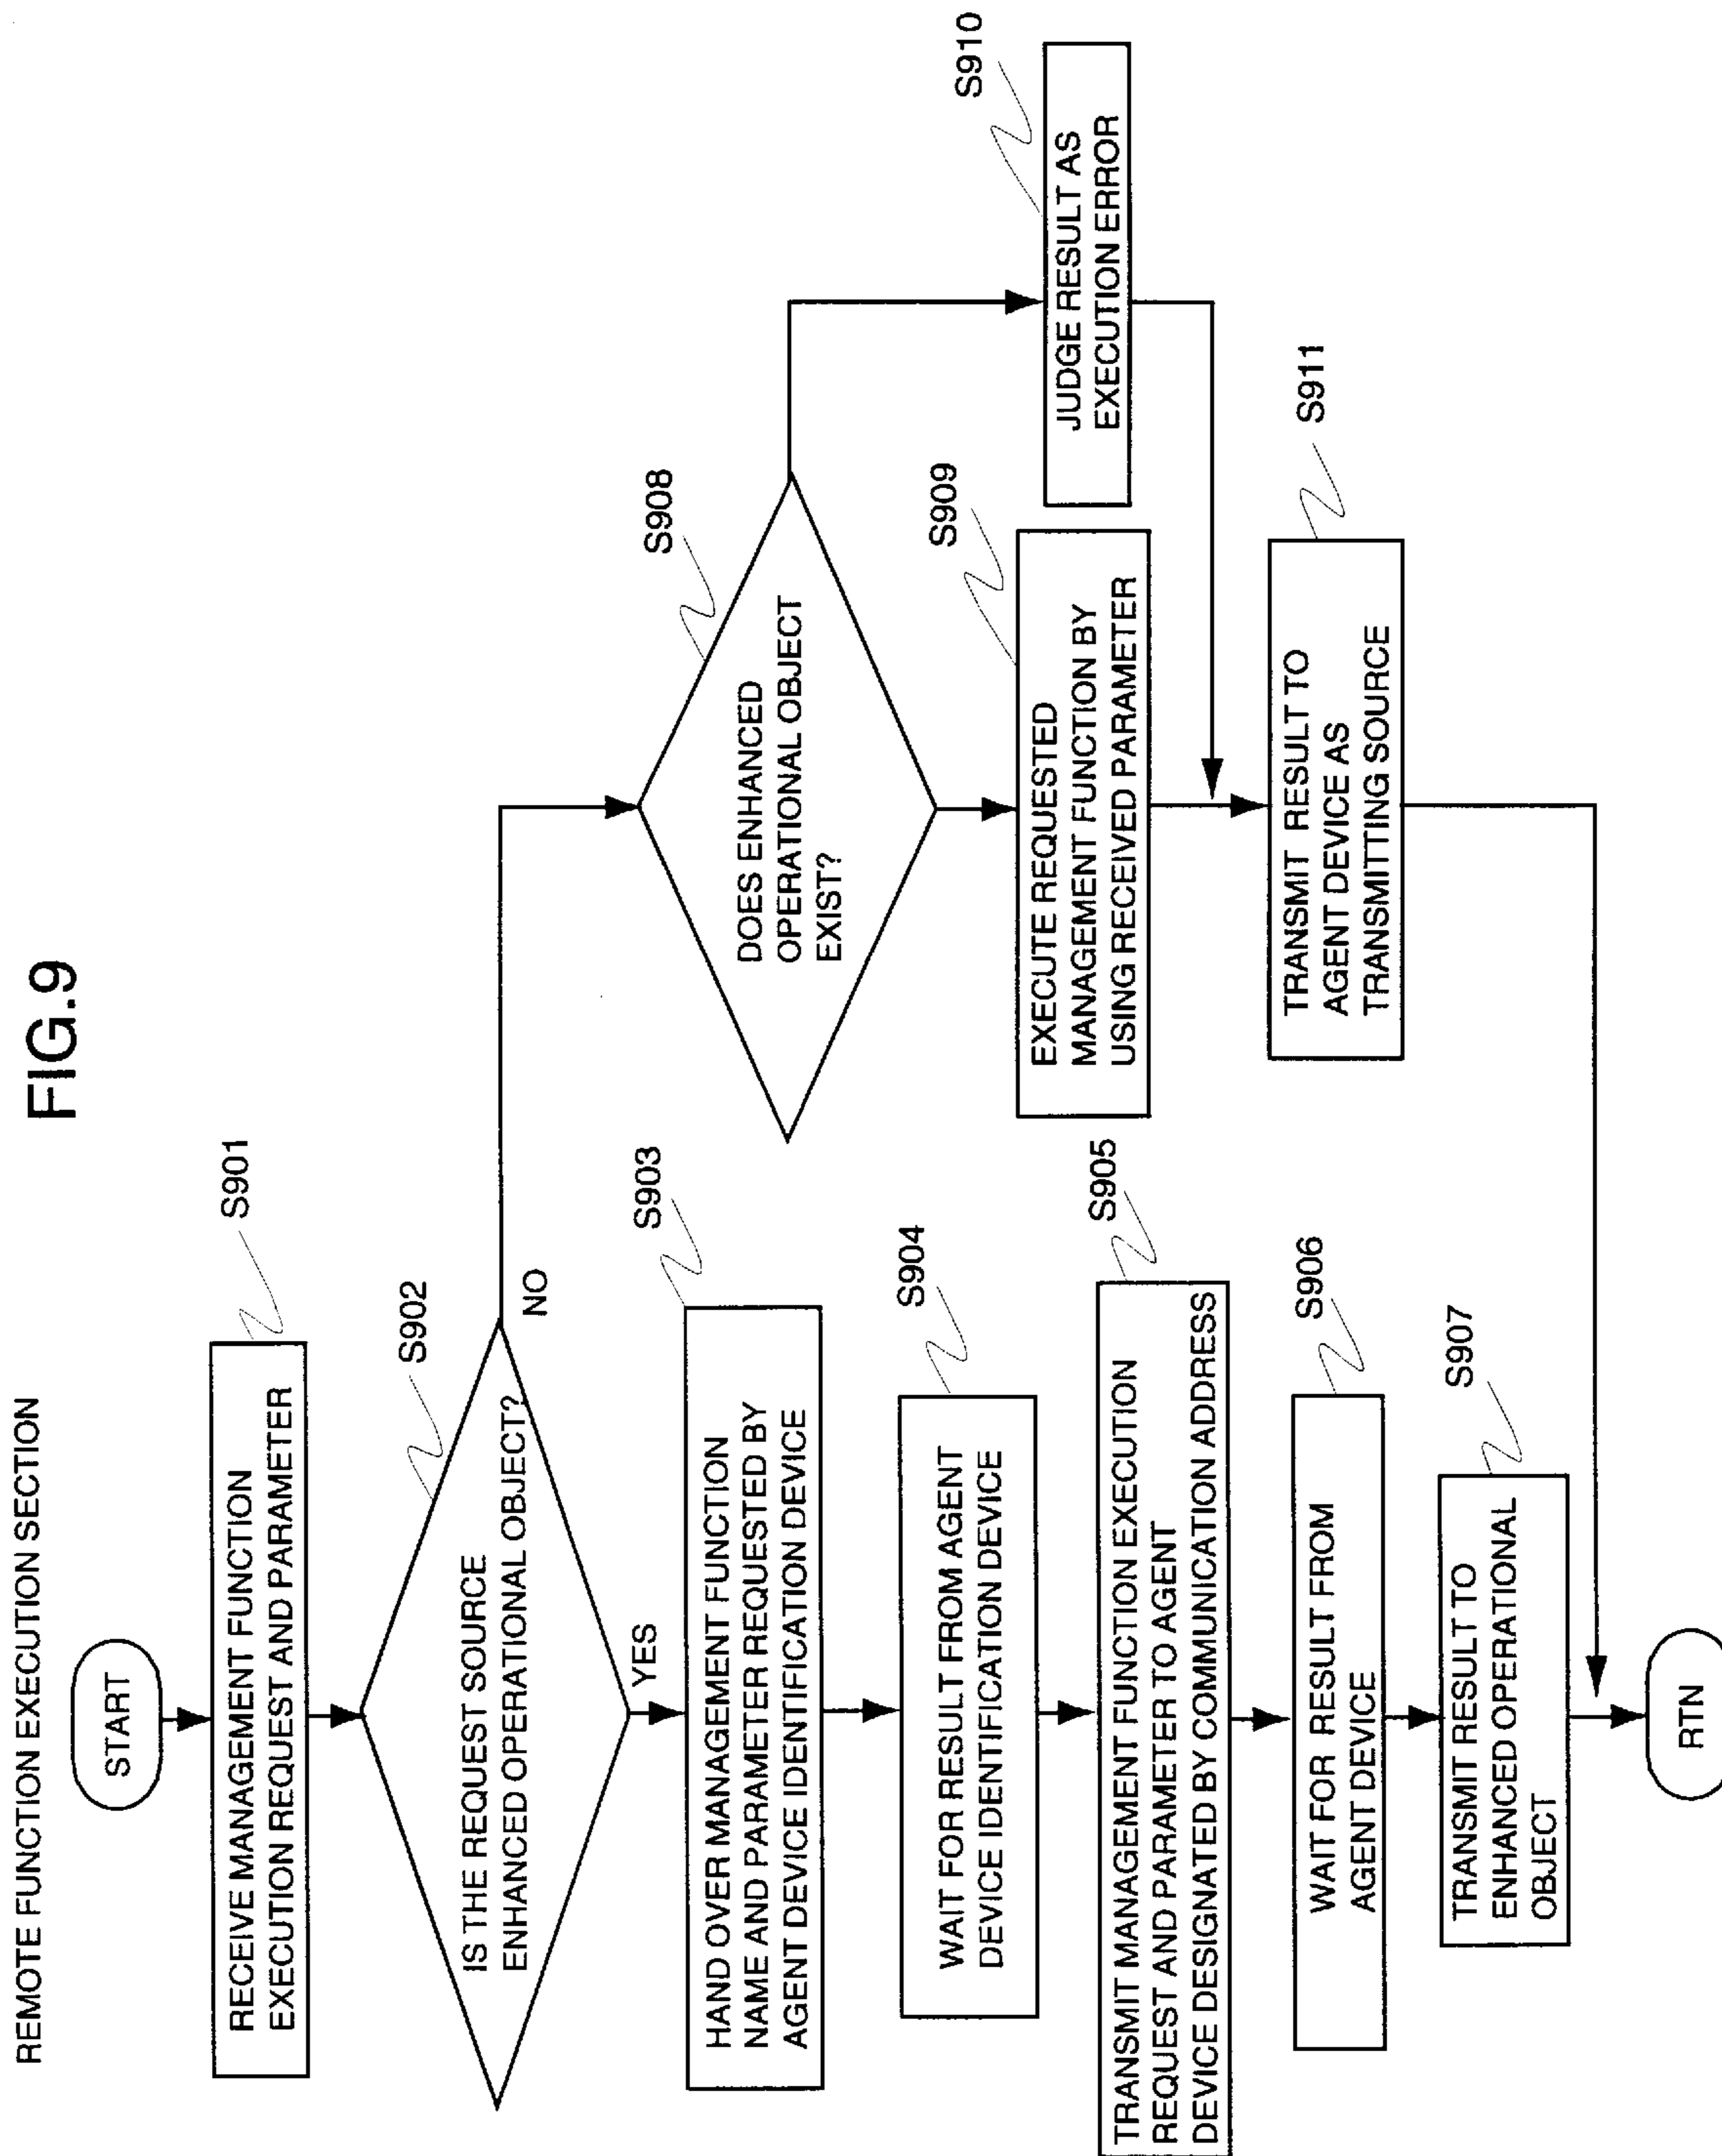 FIG.9
REMOTE FUNCTION EXECUTION SECTION
START
S901
RECEIVE MANAGEMENT FUNCTION
EXECUTION REQUEST AND PARAMETER
S902
IS THE REQUEST SOURCE
ENHANCED OPERATIONAL OBJECT?
NO
YES
S903
HAND OVER MANAGEMENT FUNCTION
NAME AND PARAMETER REQUESTED BY
AGENT DEVICE IDENTIFICATION DEVICE
S904
WAIT FOR RESULT FROM AGENT
DEVICE IDENTIFICATION DEVICE
S905
TRANSMIT MANAGEMENT FUNCTION EXECUTION
REQUEST AND PARAMETER TO AGENT
DEVICE DESIGNATED BY COMMUNICATION ADDRESS
S906
WAIT FOR RESULT FROM
AGENT DEVICE
S907
TRANSMIT RESULT TO
ENHANCED OPERATIONAL
OBJECT
RTN
S908
DOES ENHANCED
OPERATIONAL OBJECT
EXIST?
S909
EXECUTE REQUESTED
MANAGEMENT FUNCTION BY
USING RECEIVED PARAMETER
S910
JUDGE RESULT AS
EXECUTION ERROR
S911
TRANSMIT RESULT TO
AGENT DEVICE AS
TRANSMITTING SOURCE